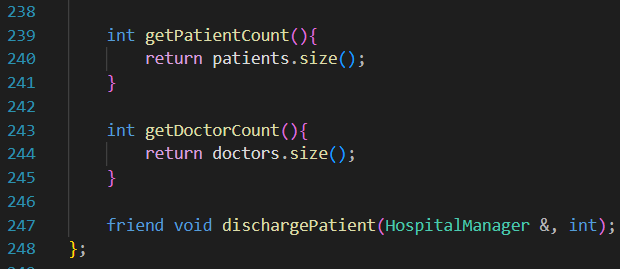 238
239 int getPatientCount(){
240 return patients.size();
241 }
242
243 int getDoctorCount(){
244 return doctors.size();
245 }
246
247 friend void dischargePatient(HospitalManager &, int);
248 };